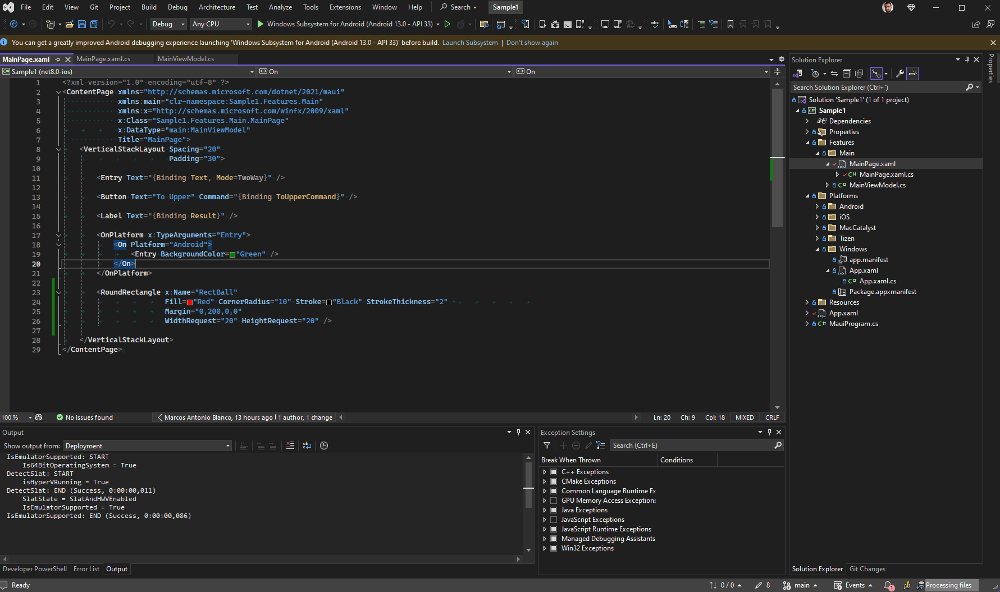 File Edit View Git Project Build Debug Architecture Test Analyze Tools Extensions Window Help Search Sample1
Debug Any CPU Windows Subsystem for Android (Android 13.0 - API 33)
You can get a greatly improved Android debugging experience launching 'Windows Subsystem for Android (Android 13.0 - API 33)' before build. Launch Subsystem | Don't show again
MainPage.xaml MainPage.xaml.cs MainViewModel.cs
Sample1 (net8.0-ios) On On
1 <?xml version="1.0" encoding="utf-8" ?>
2 <ContentPage xmlns="http://schemas.microsoft.com/dotnet/2021/maui"
3 xmlns:main="clr-namespace:Sample1.Features.Main"
4 xmlns:x="http://schemas.microsoft.com/winfx/2009/xaml"
5 x:Class="Sample1.Features.Main.MainPage"
6 x:DataType="main:MainViewModel"
7 Title="MainPage">
8 <VerticalStackLayout Spacing="20"
9 Padding="30">
10
11 <Entry Text="{Binding Text, Mode=TwoWay}" />
12
13 <Button Text="To Upper" Command="{Binding ToUpperCommand}" />
14
15 <Label Text="{Binding Result}" />
16
17 <OnPlatform x:TypeArguments="Entry">
18 <On Platform="Android">
19 <Entry BackgroundColor="Green" />
20 </On>
21 </OnPlatform>
22
23 <RoundRectangle x:Name="RectBall"
24 Fill="Red" CornerRadius="10" Stroke="Black" StrokeThickness="2"
25 Margin="0,200,0,0"
26 WidthRequest="20" HeightRequest="20" />
27
28 </VerticalStackLayout>
29 </ContentPage>
100 % No issues found Marcos Antonio Blanco, 13 hours ago | 1 author, 1 change Ln: 20 Ch: 9 Col: 18 MIXED CRLF
Output
Show output from: Deployment
IsEmulatorSupported: START
Is64BitOperatingSystem = True
DetectSlat: START
isHyperVRunning = True
DetectSlat: END (Success, 0:00:00,011)
SlatState = SlatAndHWVEnabled
IsEmulatorSupported = True
IsEmulatorSupported: END (Success, 0:00:00,086)
Developer PowerShell Error List Output
Exception Settings
Search (Ctrl+E)
Break When Thrown Conditions
C++ Exceptions
CMake Exceptions
Common Language Runtime Ex
GPU Memory Access Exceptions
Java Exceptions
JavaScript Exceptions
JavaScript Runtime Exceptions
Managed Debugging Assistants
Win32 Exceptions
Solution Explorer
Search Solution Explorer (Ctrl+`)
Solution 'Sample1' (1 of 1 project)
C# Sample1
Dependencies
Properties
Features
Main
MainPage.xaml
C# MainPage.xaml.cs
C# MainViewModel.cs
Platforms
Android
iOS
MacCatalyst
Tizen
Windows
app.manifest
App.xaml
C# App.xaml.cs
Package.appxmanifest
Resources
App.xaml
C# MauiProgram.cs
Solution Explorer Git Changes
Properties
Ready 0 / 0 8 main Events 1 Processing files